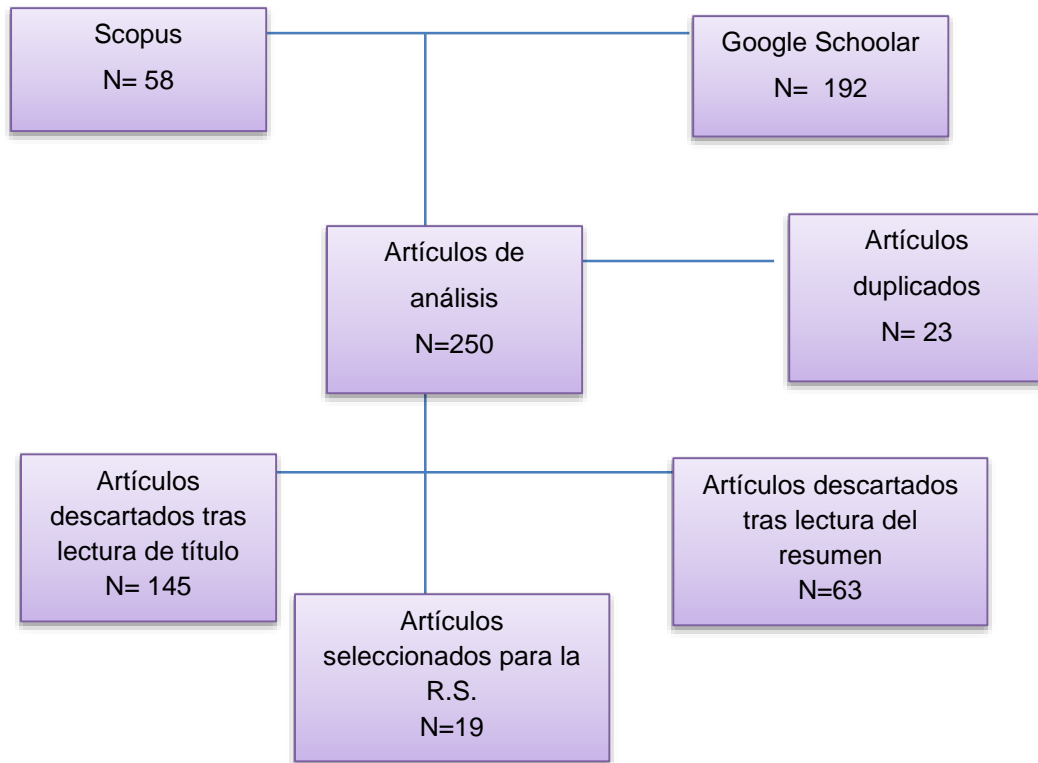 Scopus
N= 58
Google Schoolar
N= 192
Artículos de
análisis
N=250
Artículos
duplicados
N= 23
Artículos
descartados tras
lectura de título
N= 145
Artículos descartados
tras lectura del
resumen
N=63
Artículos
seleccionados para la
R.S.
N=19